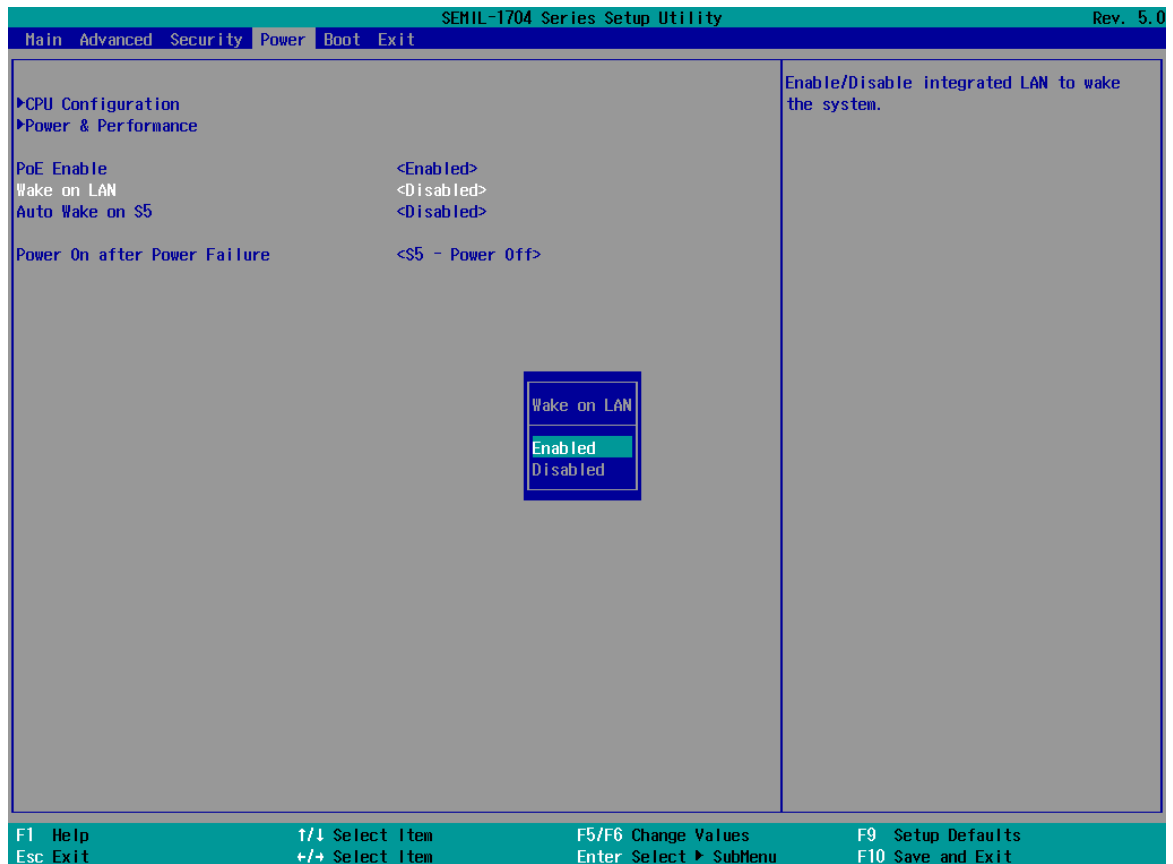 SEMIL-1704 Series Setup Utility Rev. 5.0
Main Advanced Security Power Boot Exit
▶CPU Configuration
▶Power & Performance
PoE Enable <Enabled>
Wake on LAN <Disabled>
Auto Wake on S5 <Disabled>
Power On after Power Failure <S5 - Power Off>
Enable/Disable integrated LAN to wake
the system.
Wake on LAN
Enabled
Disabled
F1 Help ↑/↓ Select Item F5/F6 Change Values F9 Setup Defaults
Esc Exit ←/→ Select Item Enter Select ▶ SubMenu F10 Save and Exit